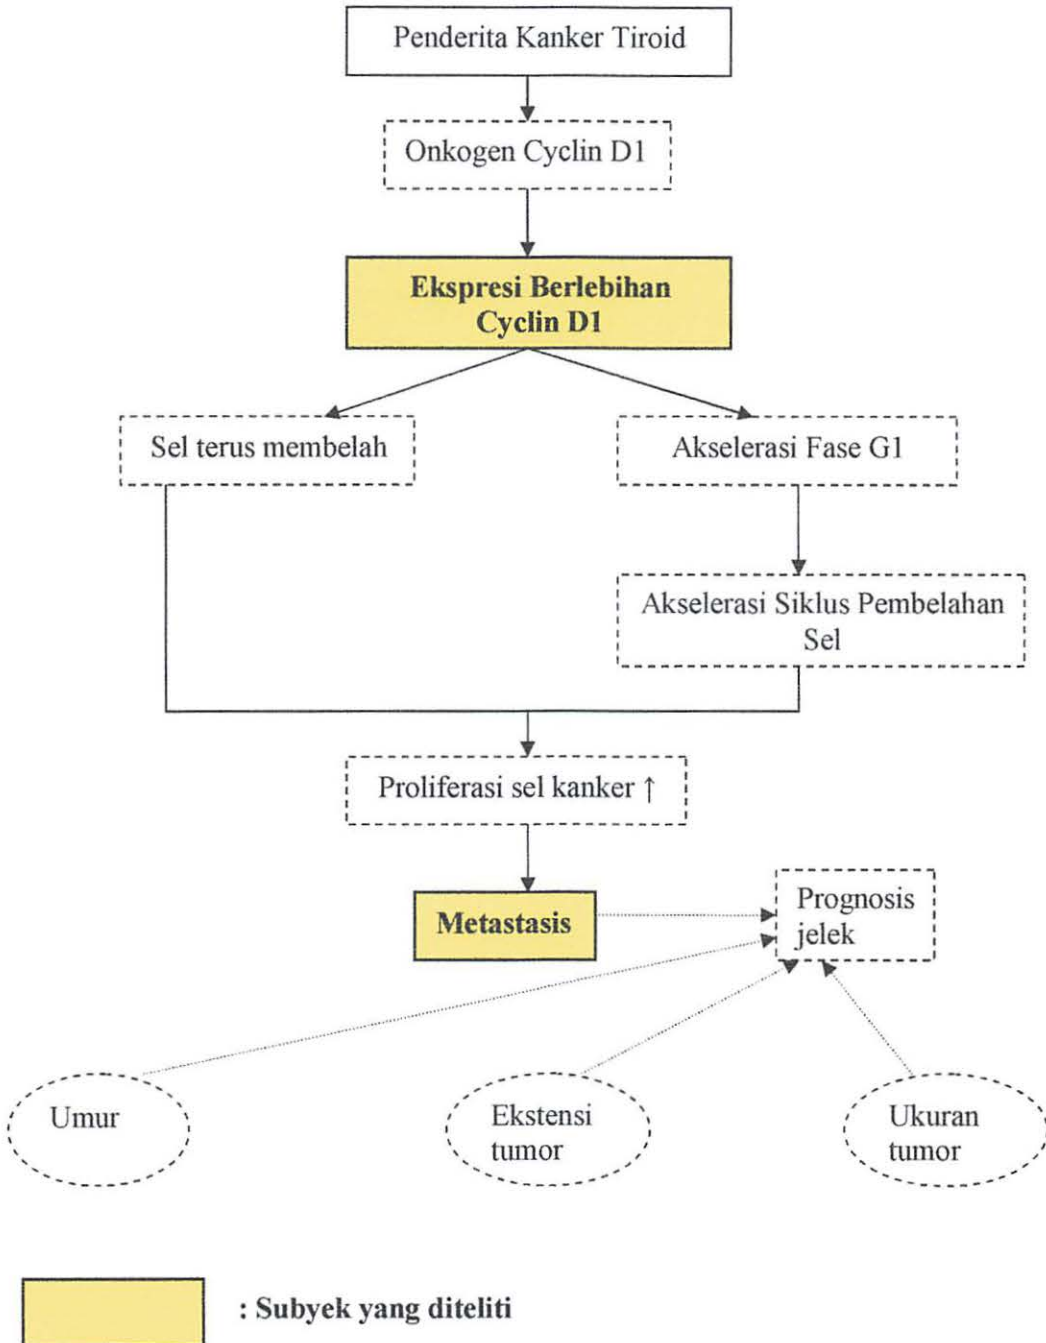 Penderita Kanker Tiroid
Onkogen Cyclin D1
Ekspresi Berlebihan
Cyclin D1
Sel terus membelah
Akselerasi Fase G1
Akselerasi Siklus Pembelahan
Sel
Proliferasi sel kanker ↑
Metastasis
Prognosis
jelek
Umur
Ekstensi
tumor
Ukuran
tumor
: Subyek yang diteliti